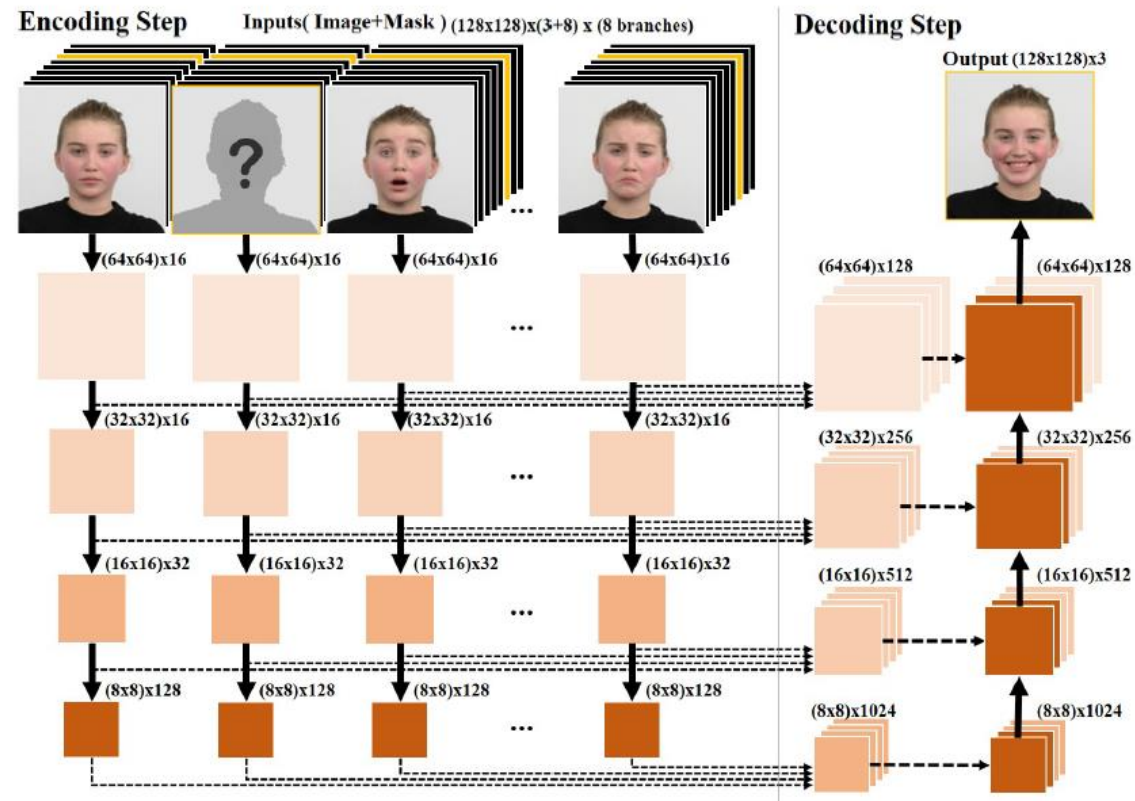 Encoding Step
Inputs( Image+Mask ) (128x128)x(3+8) x (8 branches)
?
...
...
(64x64)x16 (64x64)x16 (64x64)x16 (64x64)x16
...
(32x32)x16 (32x32)x16 (32x32)x16 (32x32)x16
...
(16x16)x32 (16x16)x32 (16x16)x32 (16x16)x32
...
(8x8)x128 (8x8)x128 (8x8)x128 (8x8)x128
...
Decoding Step
Output (128x128)x3
(64x64)x128 (64x64)x128
(32x32)x256 (32x32)x256
(16x16)x512 (16x16)x512
(8x8)x1024 (8x8)x1024